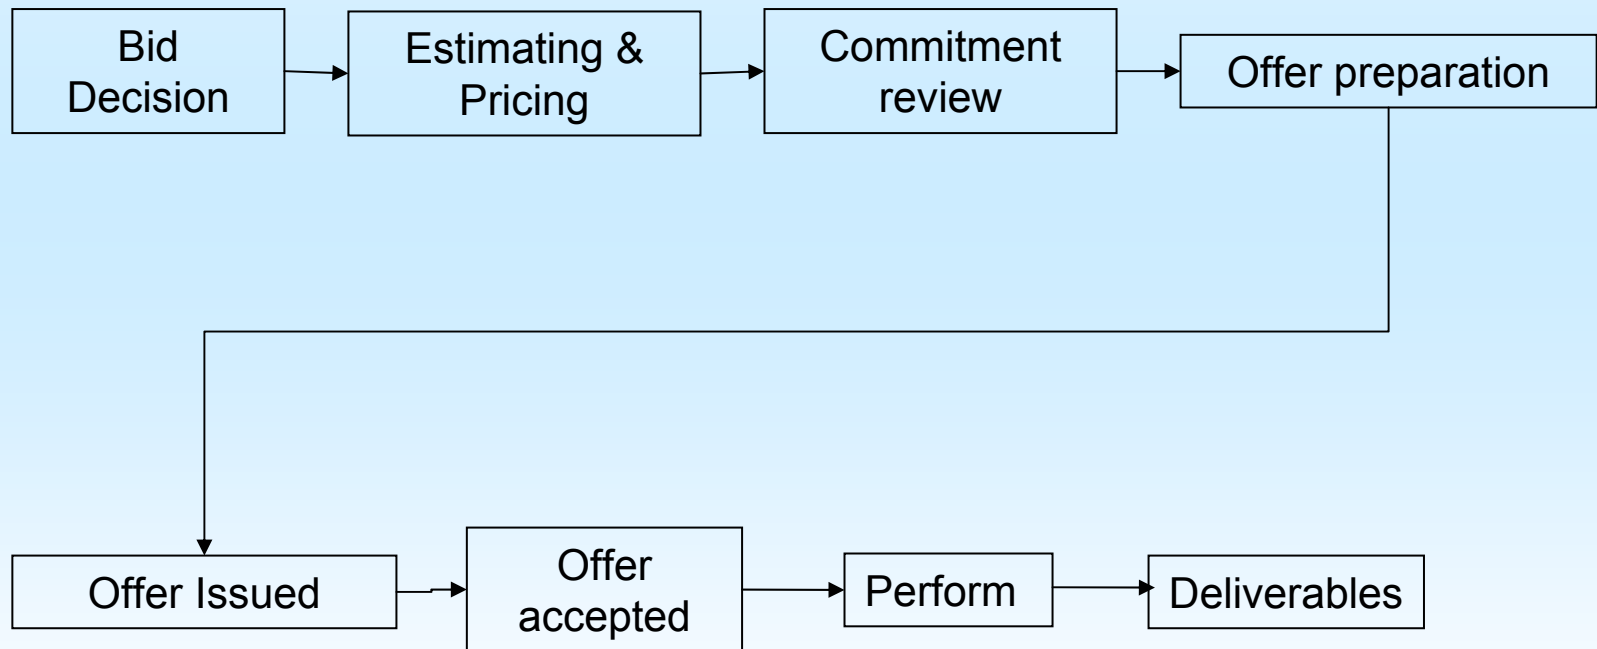 Bid
Decision
Estimating &
Pricing
Commitment
review
Offer preparation
Offer Issued
Offer
accepted
Perform
Deliverables